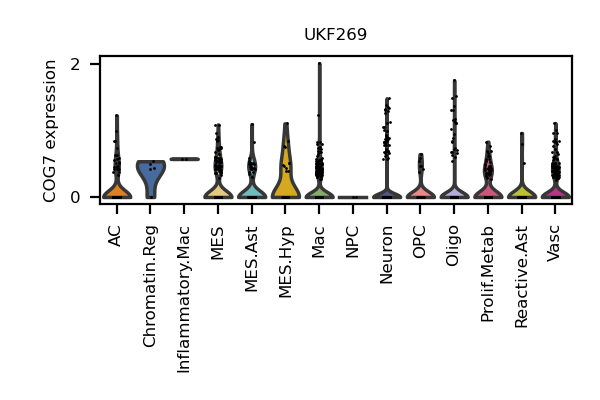 UKF269
COG7 expression
2
0
AC
Chromatin.Reg
Inflammatory.Mac
MES
MES.Ast
MES.Hyp
Mac
NPC
Neuron
OPC
Oligo
Prolif.Metab
Reactive.Ast
Vasc